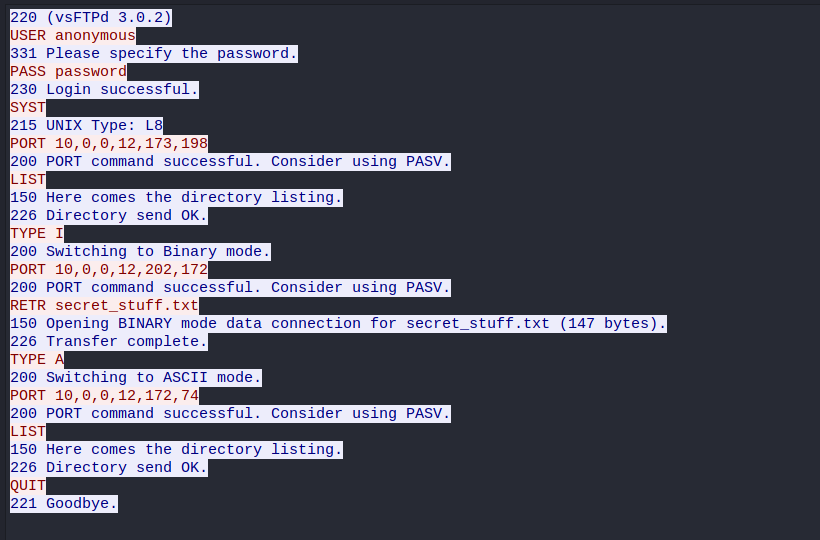 220 (vsFTPd 3.0.2)
USER anonymous
331 Please specify the password.
PASS password
230 Login successful.
SYST
215 UNIX Type: L8
PORT 10,0,0,12,173,198
200 PORT command successful. Consider using PASV.
LIST
150 Here comes the directory listing.
226 Directory send OK.
TYPE I
200 Switching to Binary mode.
PORT 10,0,0,12,202,172
200 PORT command successful. Consider using PASV.
RETR secret_stuff.txt
150 Opening BINARY mode data connection for secret_stuff.txt (147 bytes).
226 Transfer complete.
TYPE A
200 Switching to ASCII mode.
PORT 10,0,0,12,172,74
200 PORT command successful. Consider using PASV.
LIST
150 Here comes the directory listing.
226 Directory send OK.
QUIT
221 Goodbye.